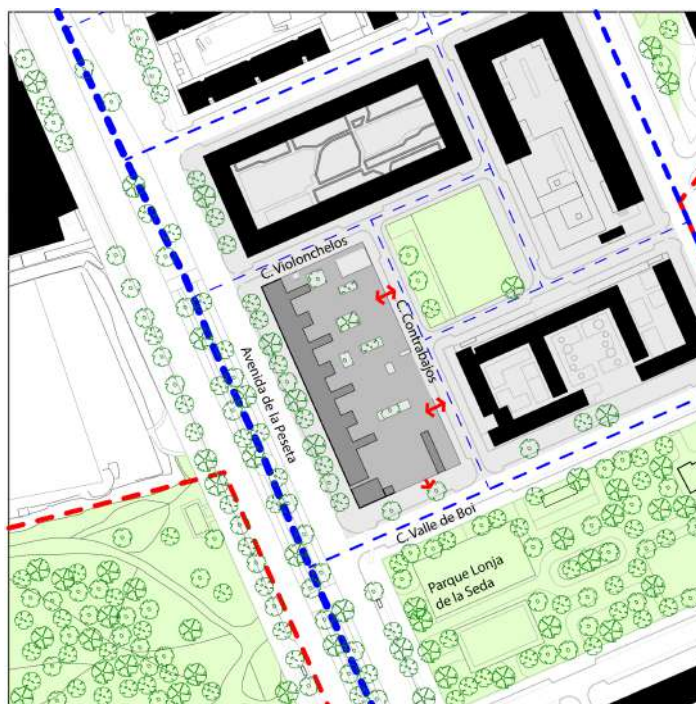 C. Violonchelos
C. Contrabajos
Avenida de la Peseta
C. Valle de Boi
Parque Lonja
de la Seda